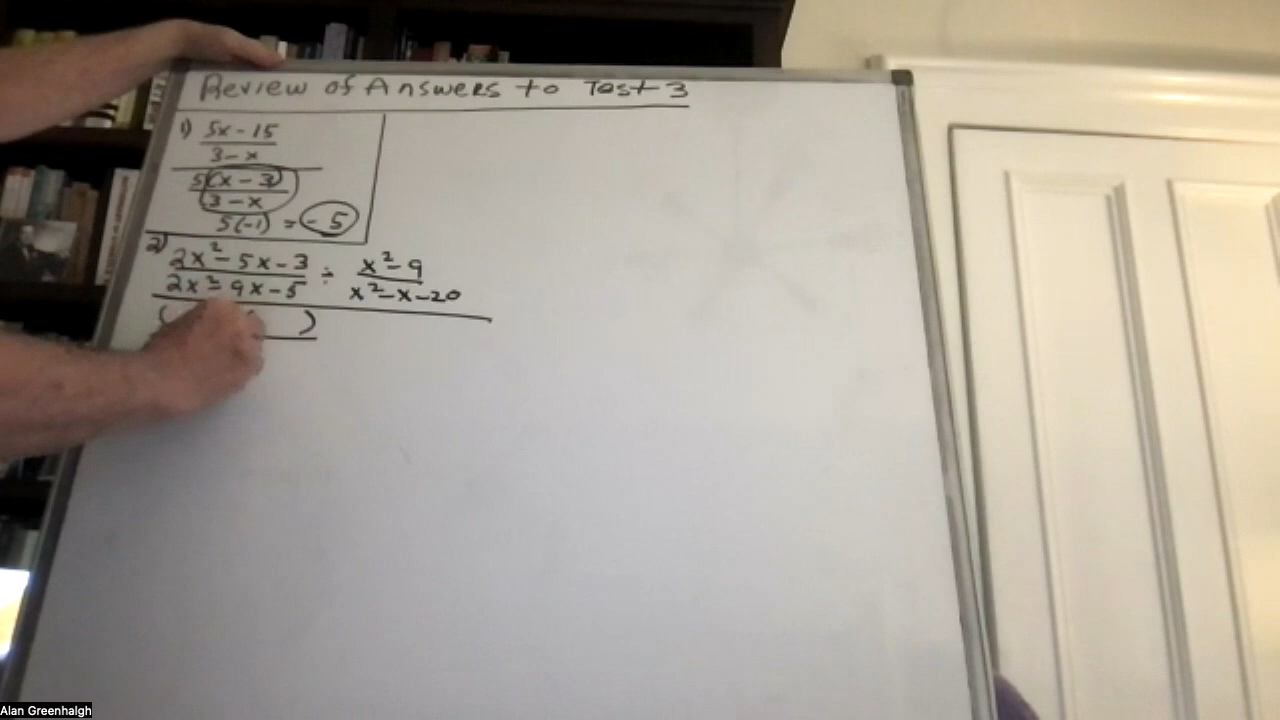 Review of Answers to Test 3
1) 5x - 15
3 - x
5(x - 3)
3 - x
5(-1) = -5
2)
2x² - 5x - 3 ÷ x² - 9
2x² - 9x - 5 x² - x - 20
( )
Alan Greenhalgh